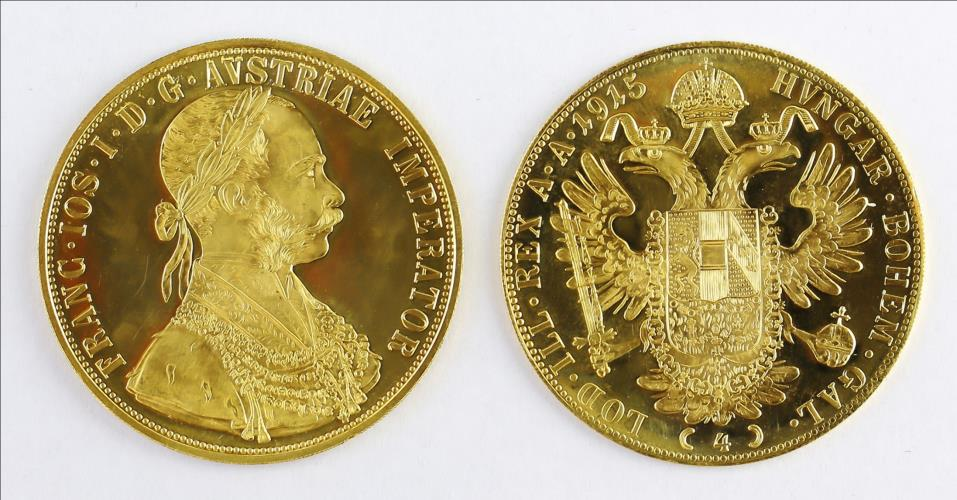 FRANC·IOS·I·D·G·AVSTRIAE IMPERATOR
HVNGAR·BOHEM·GAL·
(4)
LOD·ILL·REX A·A·1915